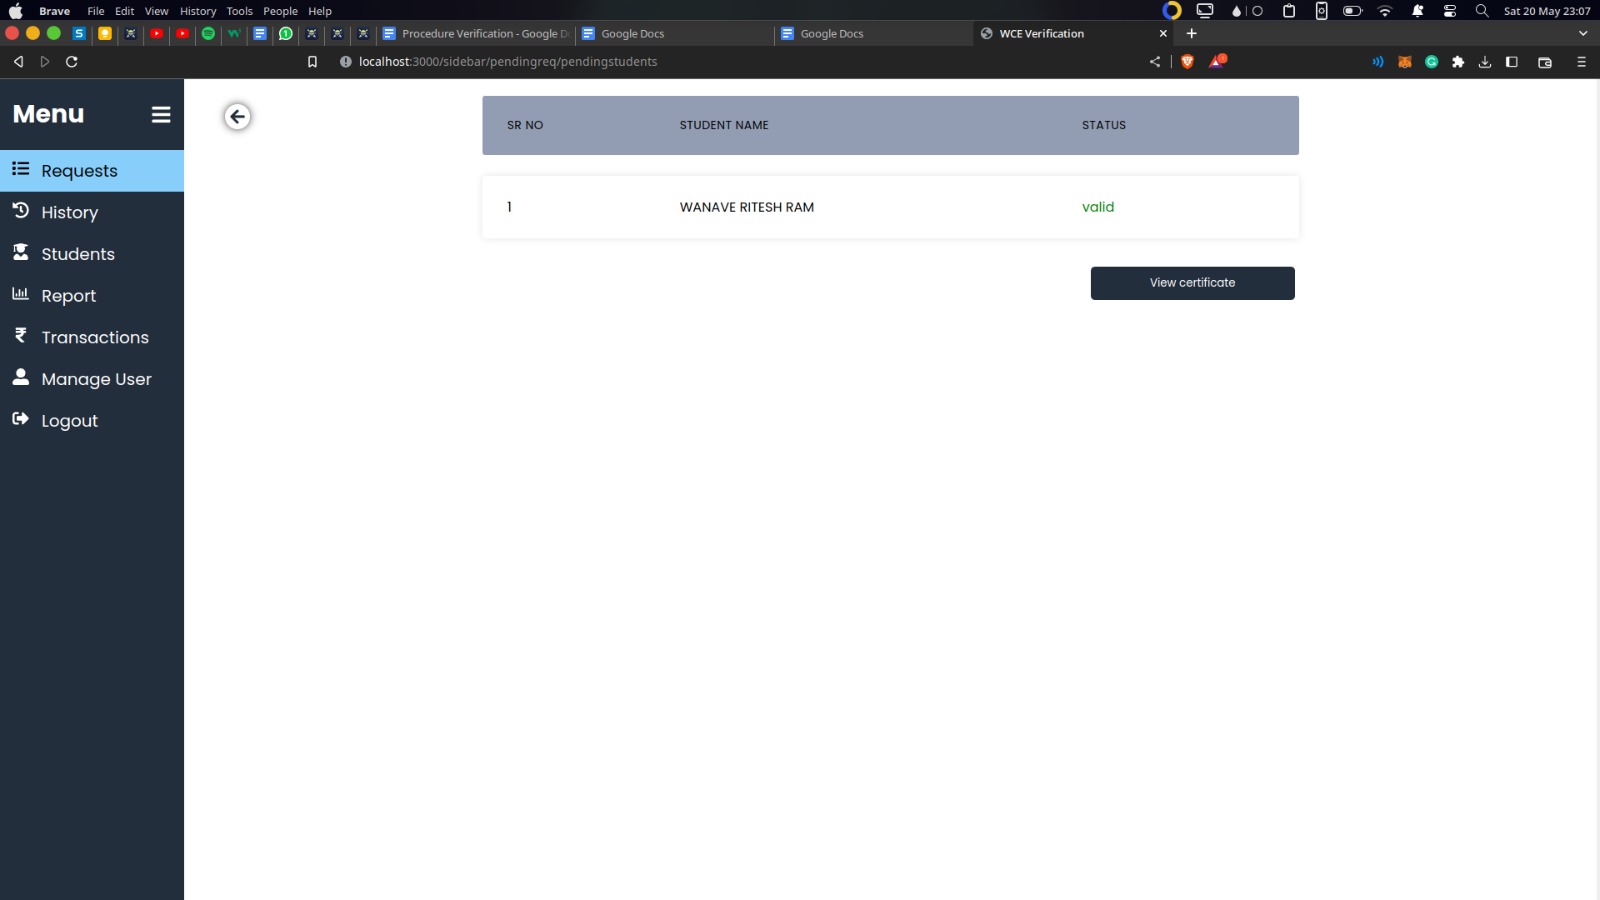 Brave File Edit View History Tools People Help Sat 20 May 23:07
Procedure Verification - Google D Google Docs Google Docs WCE Verification
localhost:3000/sidebar/pendingreq/pendingstudents
Menu
Requests
History
Students
Report
Transactions
Manage User
Logout
SR NO STUDENT NAME STATUS
1 WANAVE RITESH RAM valid
View certificate